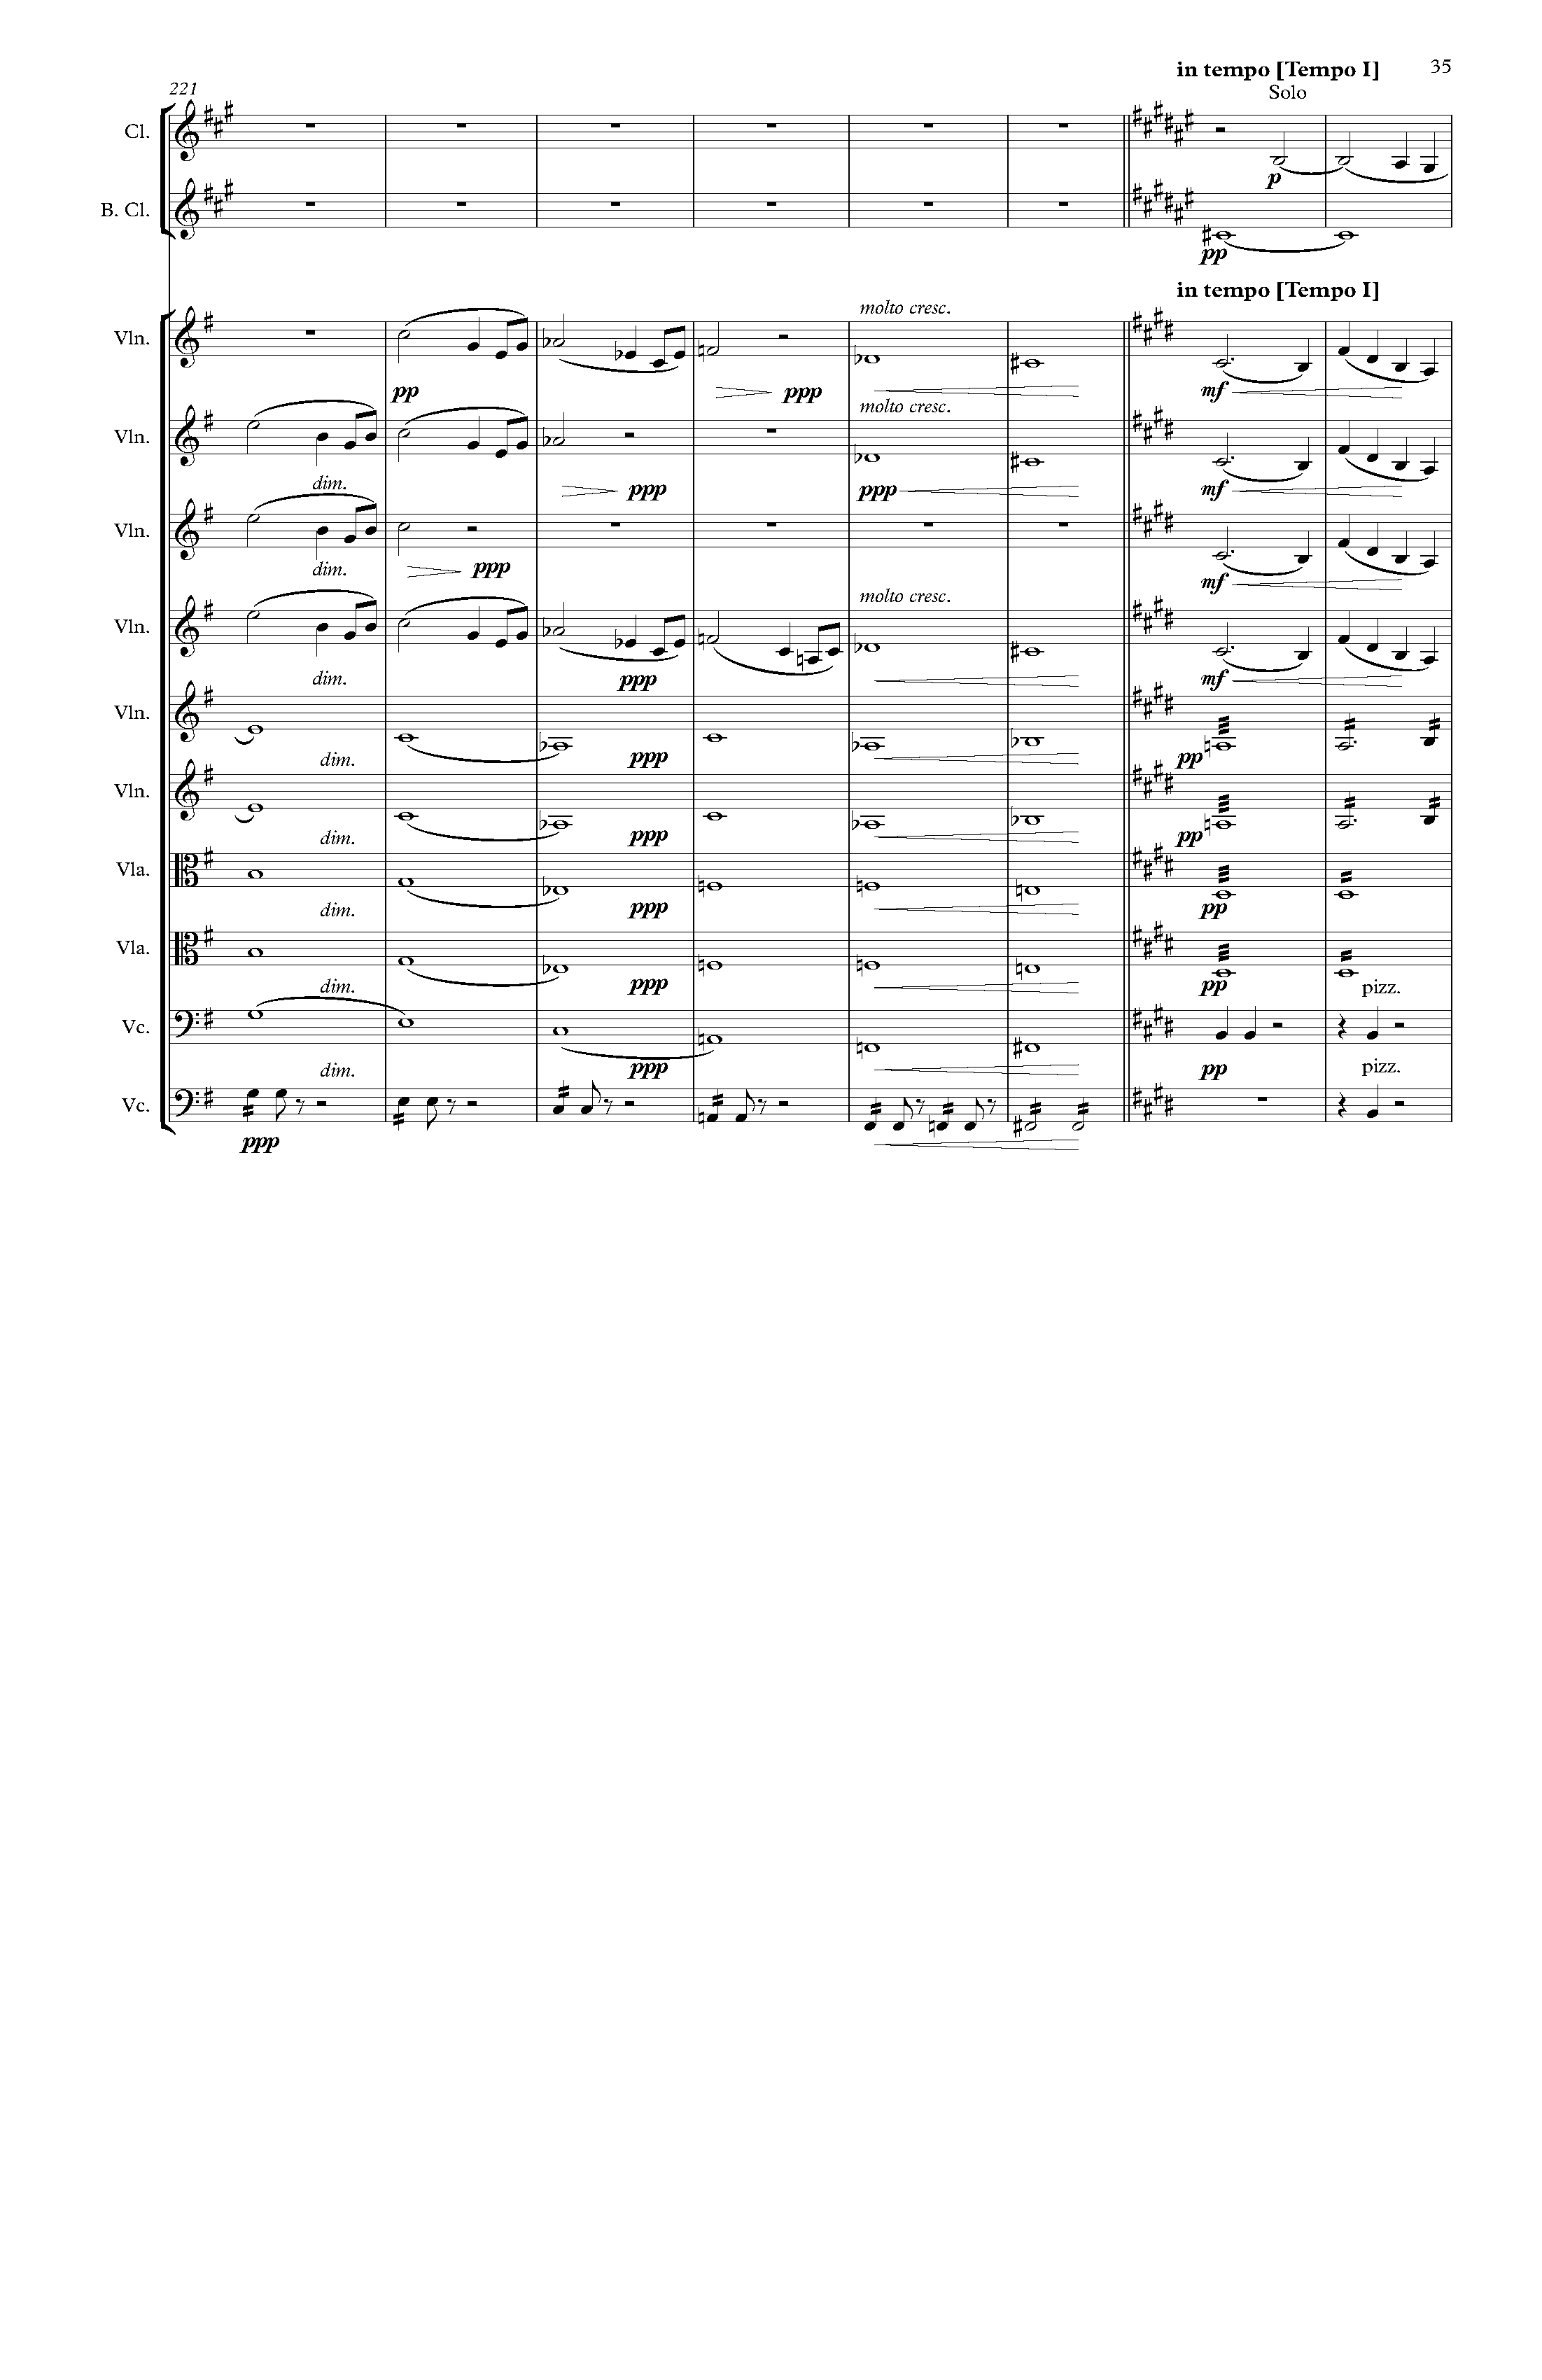 in tempo [Tempo I] 35
221 Solo
Cl.
p
B. Cl.
pp
in tempo [Tempo I]
molto cresc.
Vln.
pp ppp mf
molto cresc.
Vln.
dim. ppp ppp mf
Vln.
dim. ppp mf
molto cresc.
Vln.
dim. ppp mf
Vln.
dim. ppp pp
Vln.
dim. ppp pp
Vla.
dim. ppp pp
Vla.
dim. ppp pp pizz.
Vc.
dim. ppp pp pizz.
Vc.
ppp